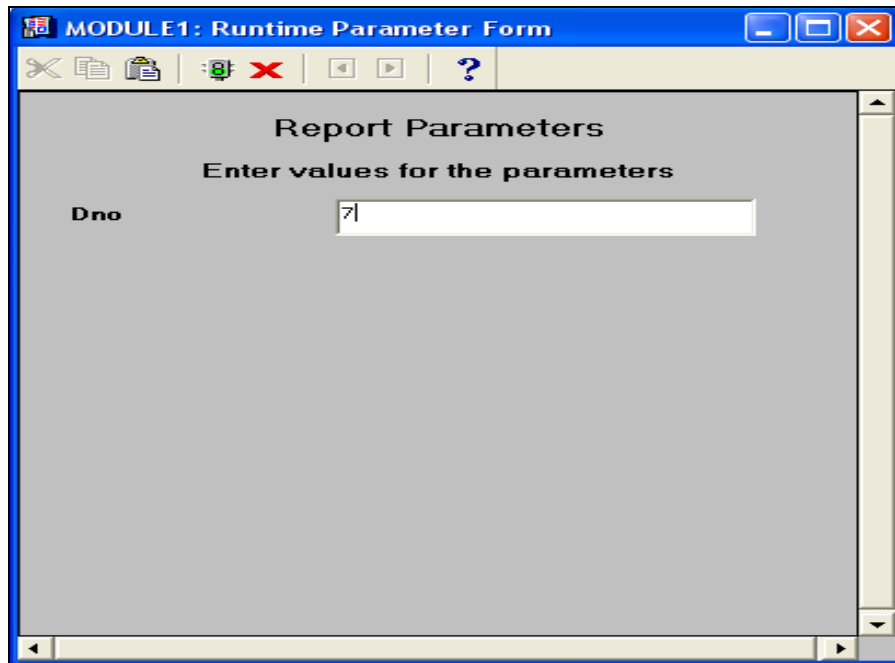 MODULE1: Runtime Parameter Form
?
Report Parameters
Enter values for the parameters
Dno 7